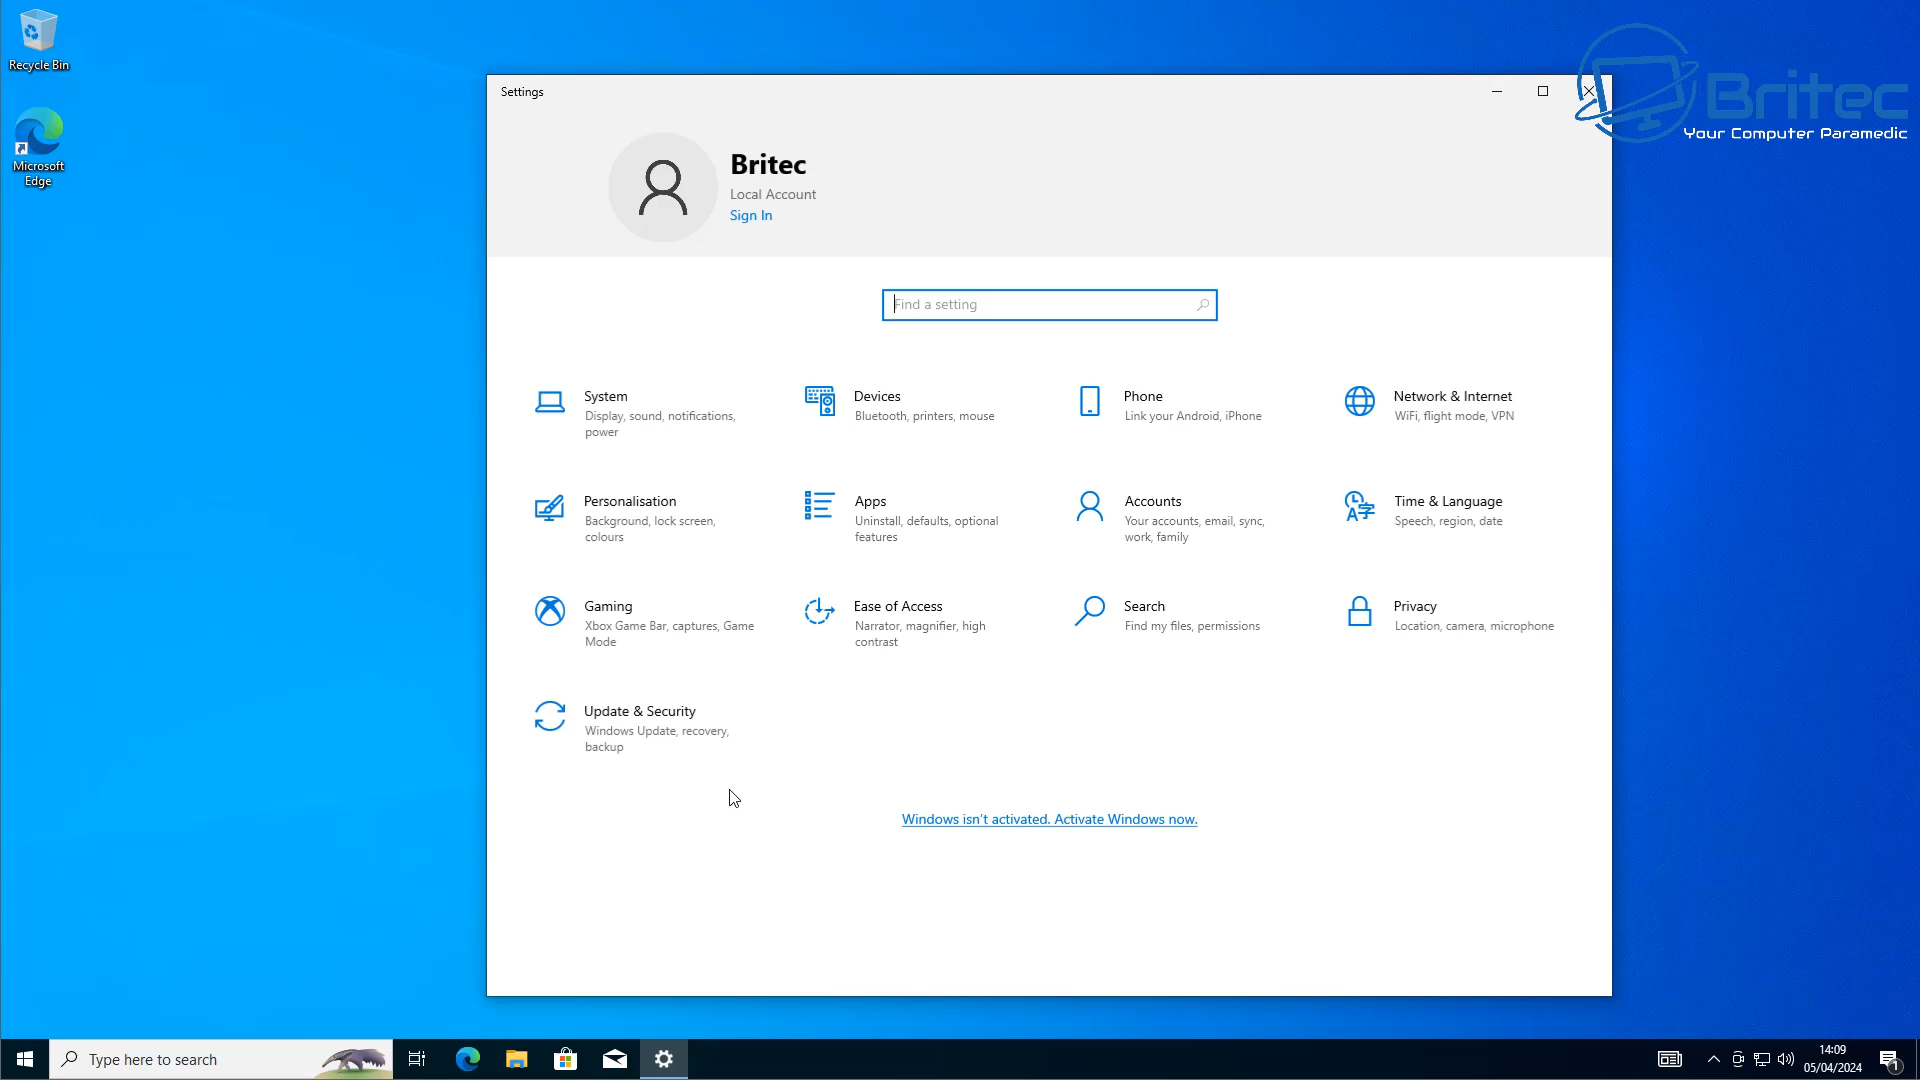 Recycle Bin
Microsoft
Edge
Settings
Britec
Your Computer Paramedic
Britec
Local Account
Sign In
Find a setting
System
Display, sound, notifications,
power
Devices
Bluetooth, printers, mouse
Phone
Link your Android, iPhone
Network & Internet
WiFi, flight mode, VPN
Personalisation
Background, lock screen,
colours
Apps
Uninstall, defaults, optional
features
Accounts
Your accounts, email, sync,
work, family
Time & Language
Speech, region, date
Gaming
Xbox Game Bar, captures, Game
Mode
Ease of Access
Narrator, magnifier, high
contrast
Search
Find my files, permissions
Privacy
Location, camera, microphone
Update & Security
Windows Update, recovery,
backup
Windows isn't activated. Activate Windows now.
Type here to search
14:09
05/04/2024
1